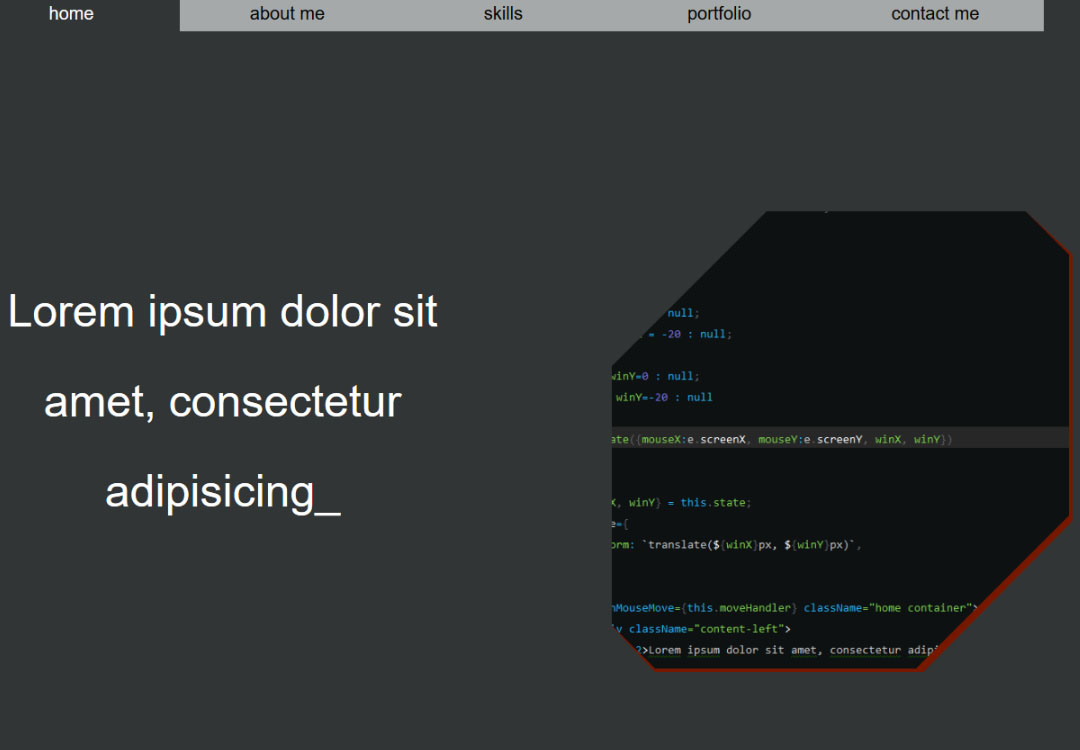 home about me skills portfolio contact me
Lorem ipsum dolor sit
amet, consectetur
adipisicing_
null;
= -20 : null;
winY=0 : null;
winY=-20 : null
ate({mouseX:e.screenX, mouseY:e.screenY, winX, winY})
X, winY} = this.state;
e={
orm: `translate(${winX}px, ${winY}px)`,
nMouseMove={this.moveHandler} className="home container">
v className="content-left">
2>Lorem ipsum dolor sit amet, consectetur adipi